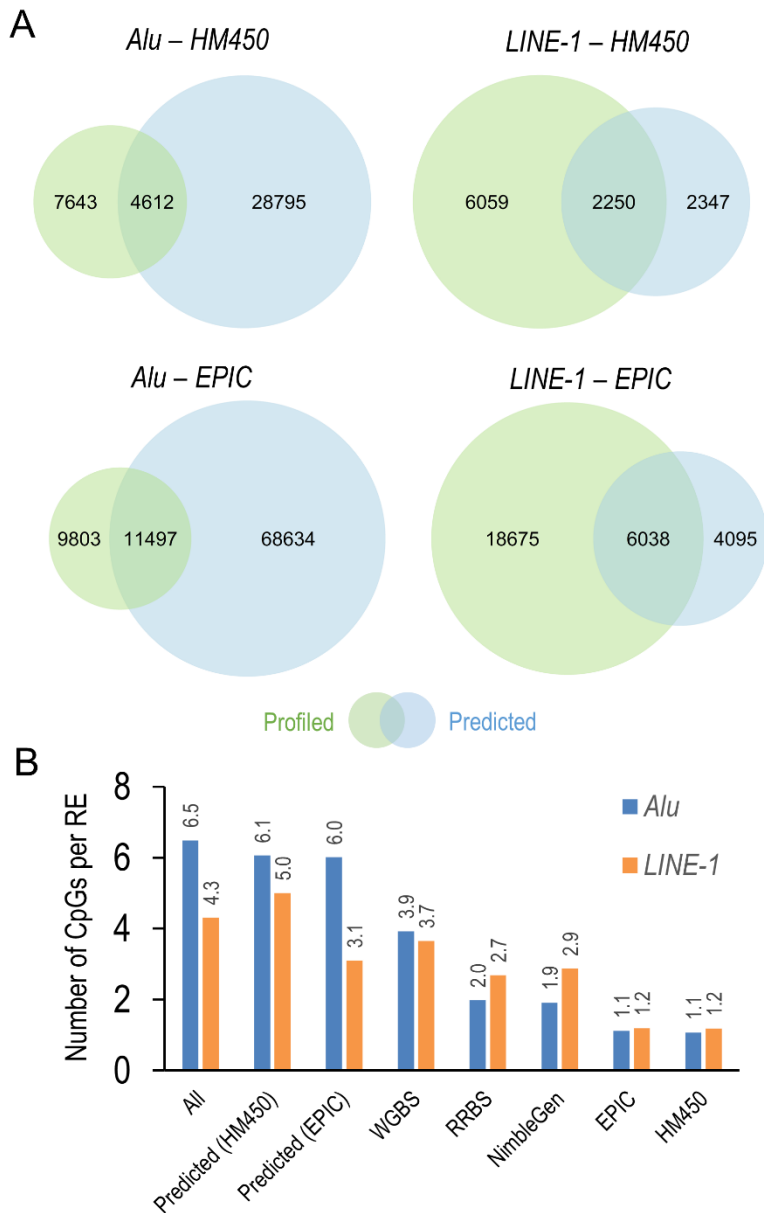 A
Alu – HM450
LINE-1 – HM450
7643 4612 28795
6059 2250 2347
Alu – EPIC
LINE-1 – EPIC
9803 11497 68634
18675 6038 4095
Profiled Predicted
B
Number of CpGs per RE
8
6
4
2
0
6.5
4.3
6.1
5.0
6.0
3.1
3.9
3.7
2.0
2.7
1.9
2.9
1.1
1.2
1.1
1.2
Alu
LINE-1
All
Predicted (HM450)
Predicted (EPIC)
WGBS
RRBS
NimbleGen
EPIC
HM450